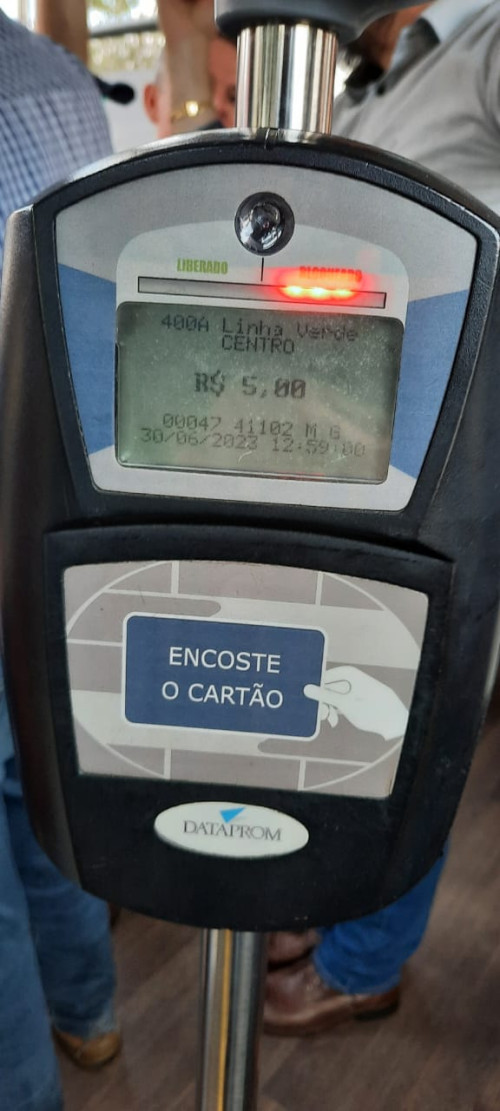 LIBERADO
BLOQUEADO
400A Linha Verde
CENTRO
R$ 5,00
00047 41102 M 6
30/06/2023 12:59:00
ENCOSTE
O CARTÃO
DATAPROM